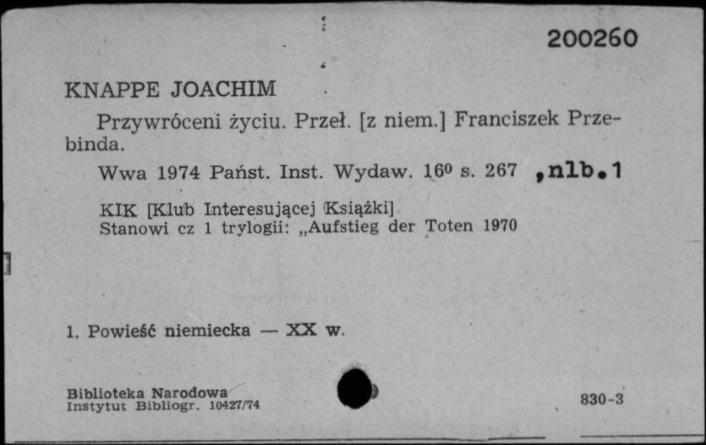 200260
KNAPPE JOACHIM
Przywróceni życiu. Przeł. [z niem.] Franciszek Prze-
binda.
Wwa 1974 Państ. Inst. Wydaw. 16⁰ s. 267 ,nlb.1
KIK [Klub Interesującej Książki]
Stanowi cz 1 trylogii: „Aufstieg der Toten 1970
1. Powieść niemiecka — XX w.
Biblioteka Narodowa
Instytut Bibliogr. 10427/74
830-3